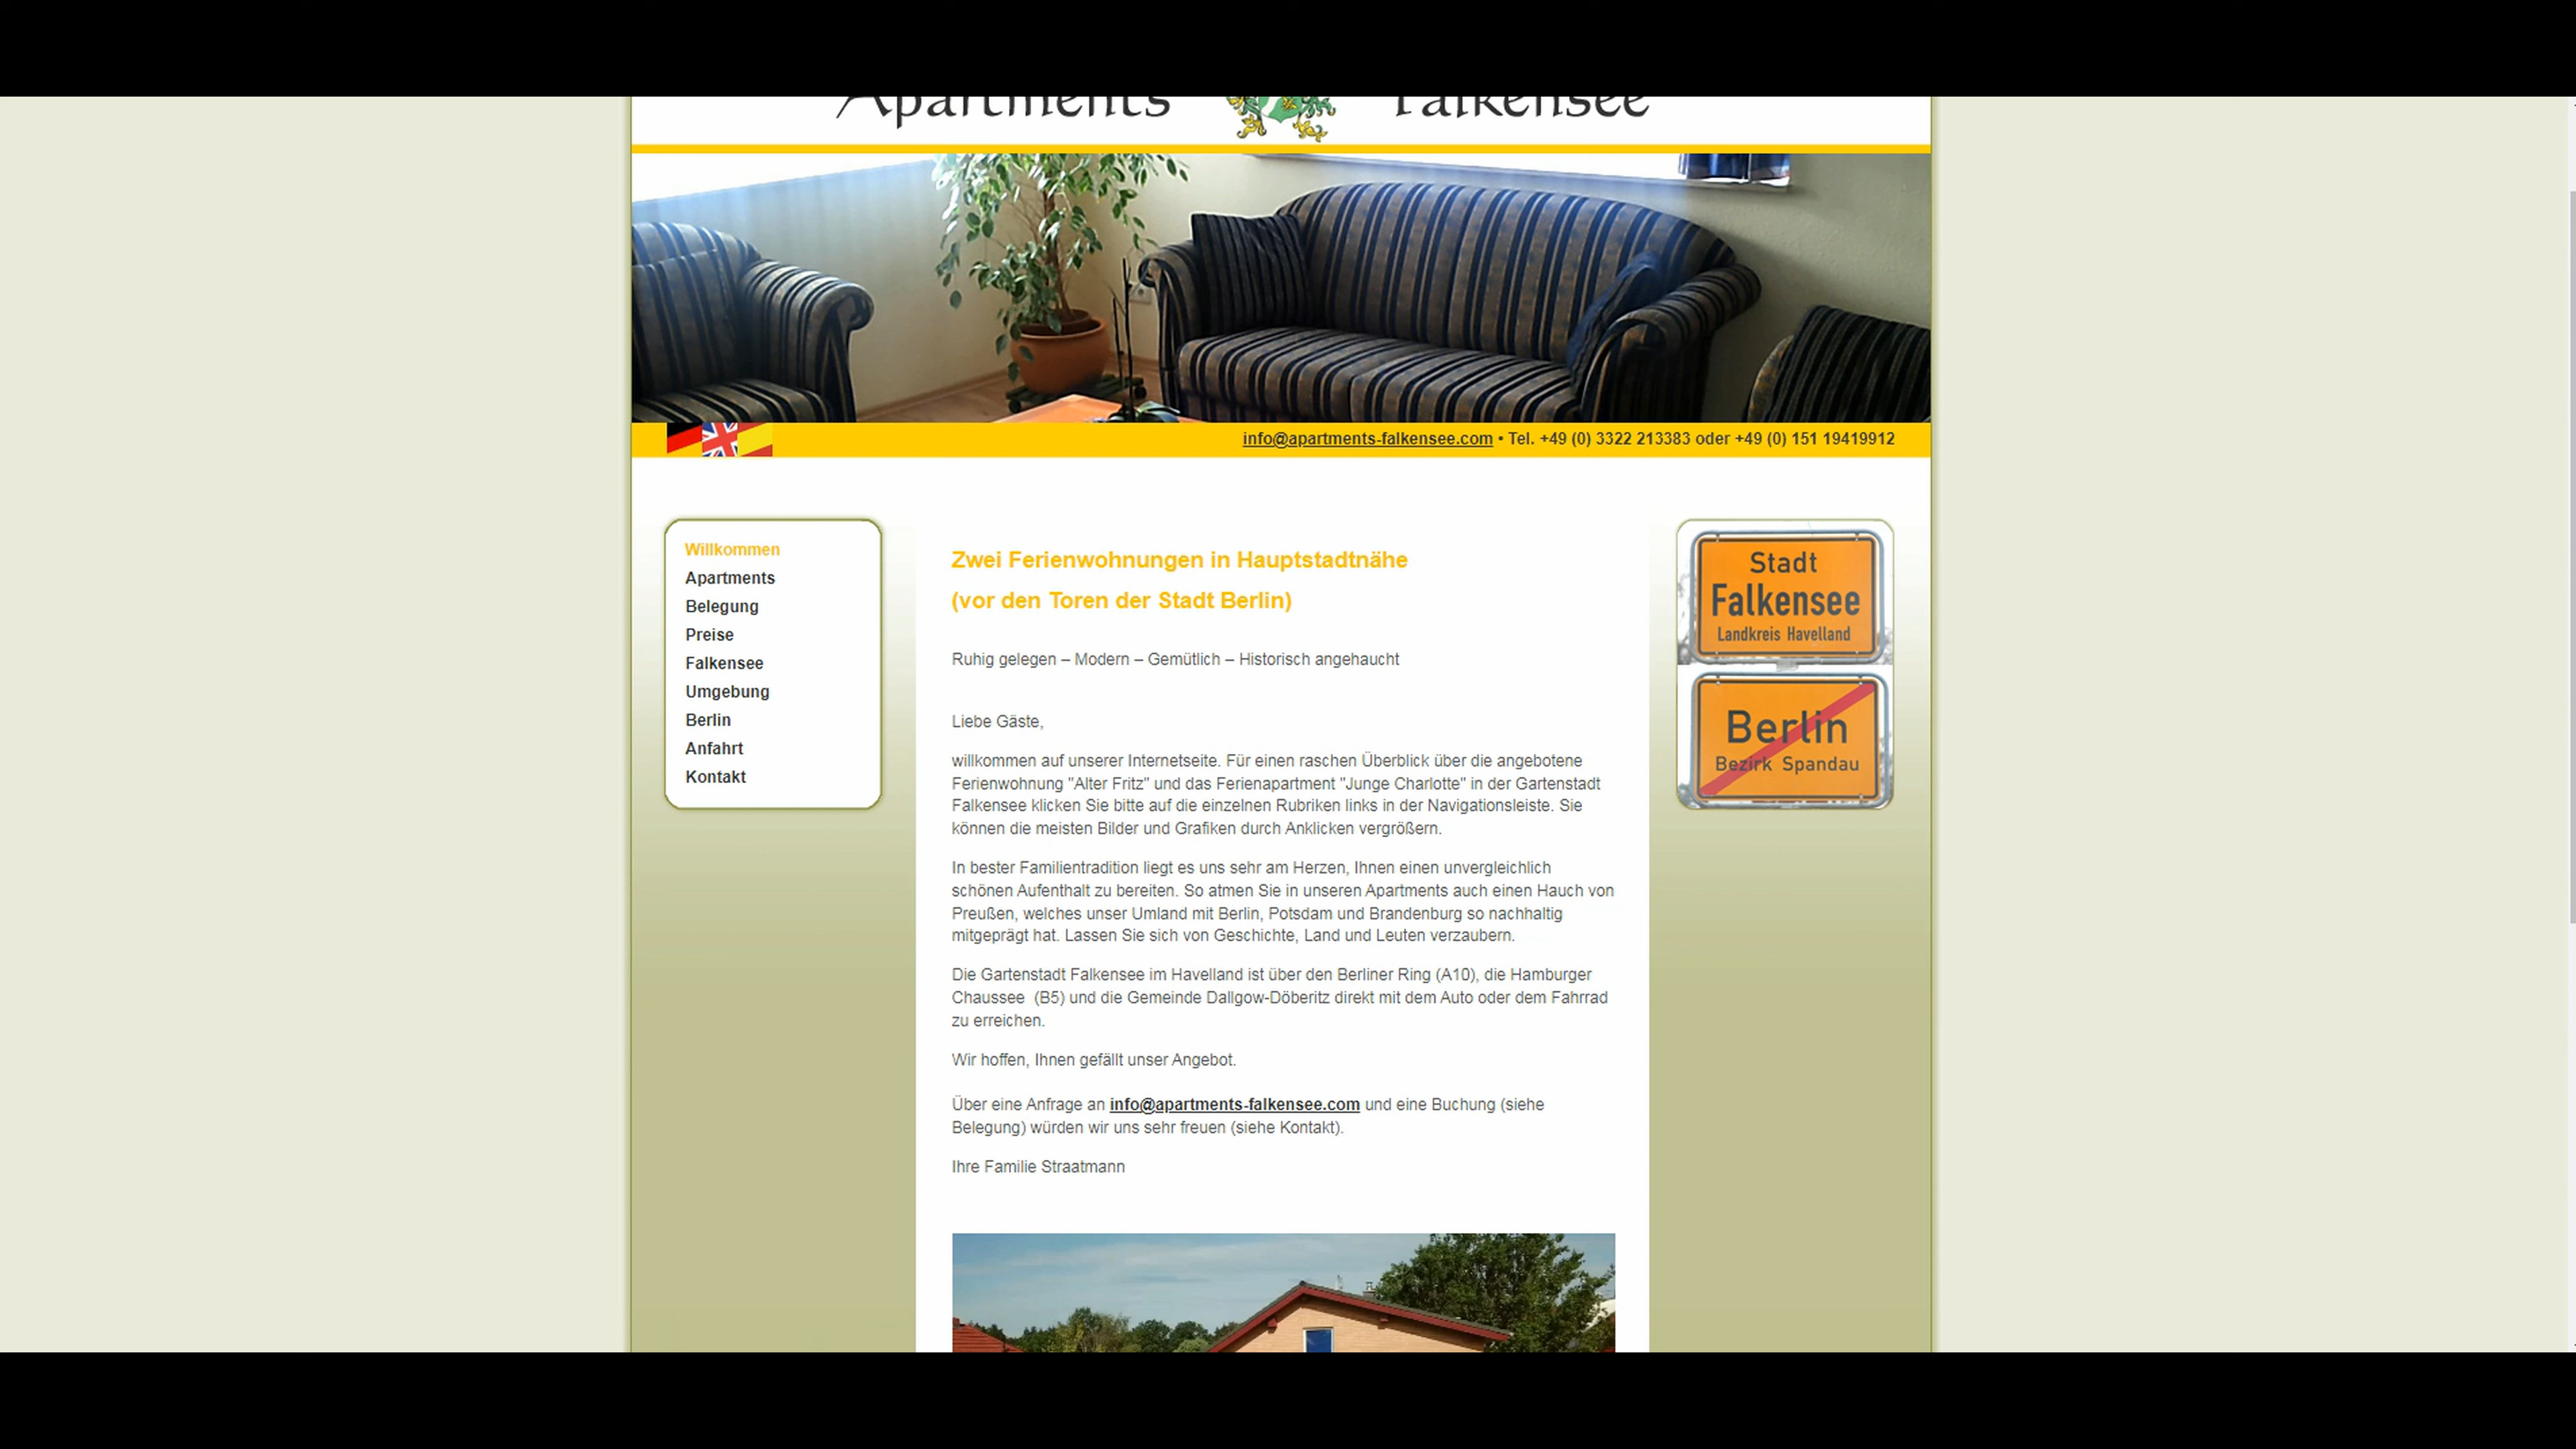 Apartments Falkensee
info@apartments-falkensee.com • Tel. +49 (0) 3322 213383 oder +49 (0) 151 19419912
Willkommen
Apartments
Belegung
Preise
Falkensee
Umgebung
Berlin
Anfahrt
Kontakt
Zwei Ferienwohnungen in Hauptstadtnähe
(vor den Toren der Stadt Berlin)
Ruhig gelegen – Modern – Gemütlich – Historisch angehaucht
Liebe Gäste,
willkommen auf unserer Internetseite. Für einen raschen Überblick über die angebotene
Ferienwohnung "Alter Fritz" und das Ferienapartment "Junge Charlotte" in der Gartenstadt
Falkensee klicken Sie bitte auf die einzelnen Rubriken links in der Navigationsleiste. Sie
können die meisten Bilder und Grafiken durch Anklicken vergrößern.
In bester Familientradition liegt es uns sehr am Herzen, Ihnen einen unvergleichlich
schönen Aufenthalt zu bereiten. So atmen Sie in unseren Apartments auch einen Hauch von
Preußen, welches unser Umland mit Berlin, Potsdam und Brandenburg so nachhaltig
mitgeprägt hat. Lassen Sie sich von Geschichte, Land und Leuten verzaubern.
Die Gartenstadt Falkensee im Havelland ist über den Berliner Ring (A10), die Hamburger
Chaussee (B5) und die Gemeinde Dallgow-Döberitz direkt mit dem Auto oder dem Fahrrad
zu erreichen.
Wir hoffen, Ihnen gefällt unser Angebot.
Über eine Anfrage an info@apartments-falkensee.com und eine Buchung (siehe
Belegung) würden wir uns sehr freuen (siehe Kontakt).
Ihre Familie Straatmann
Stadt
Falkensee
Landkreis Havelland
Berlin
Bezirk Spandau